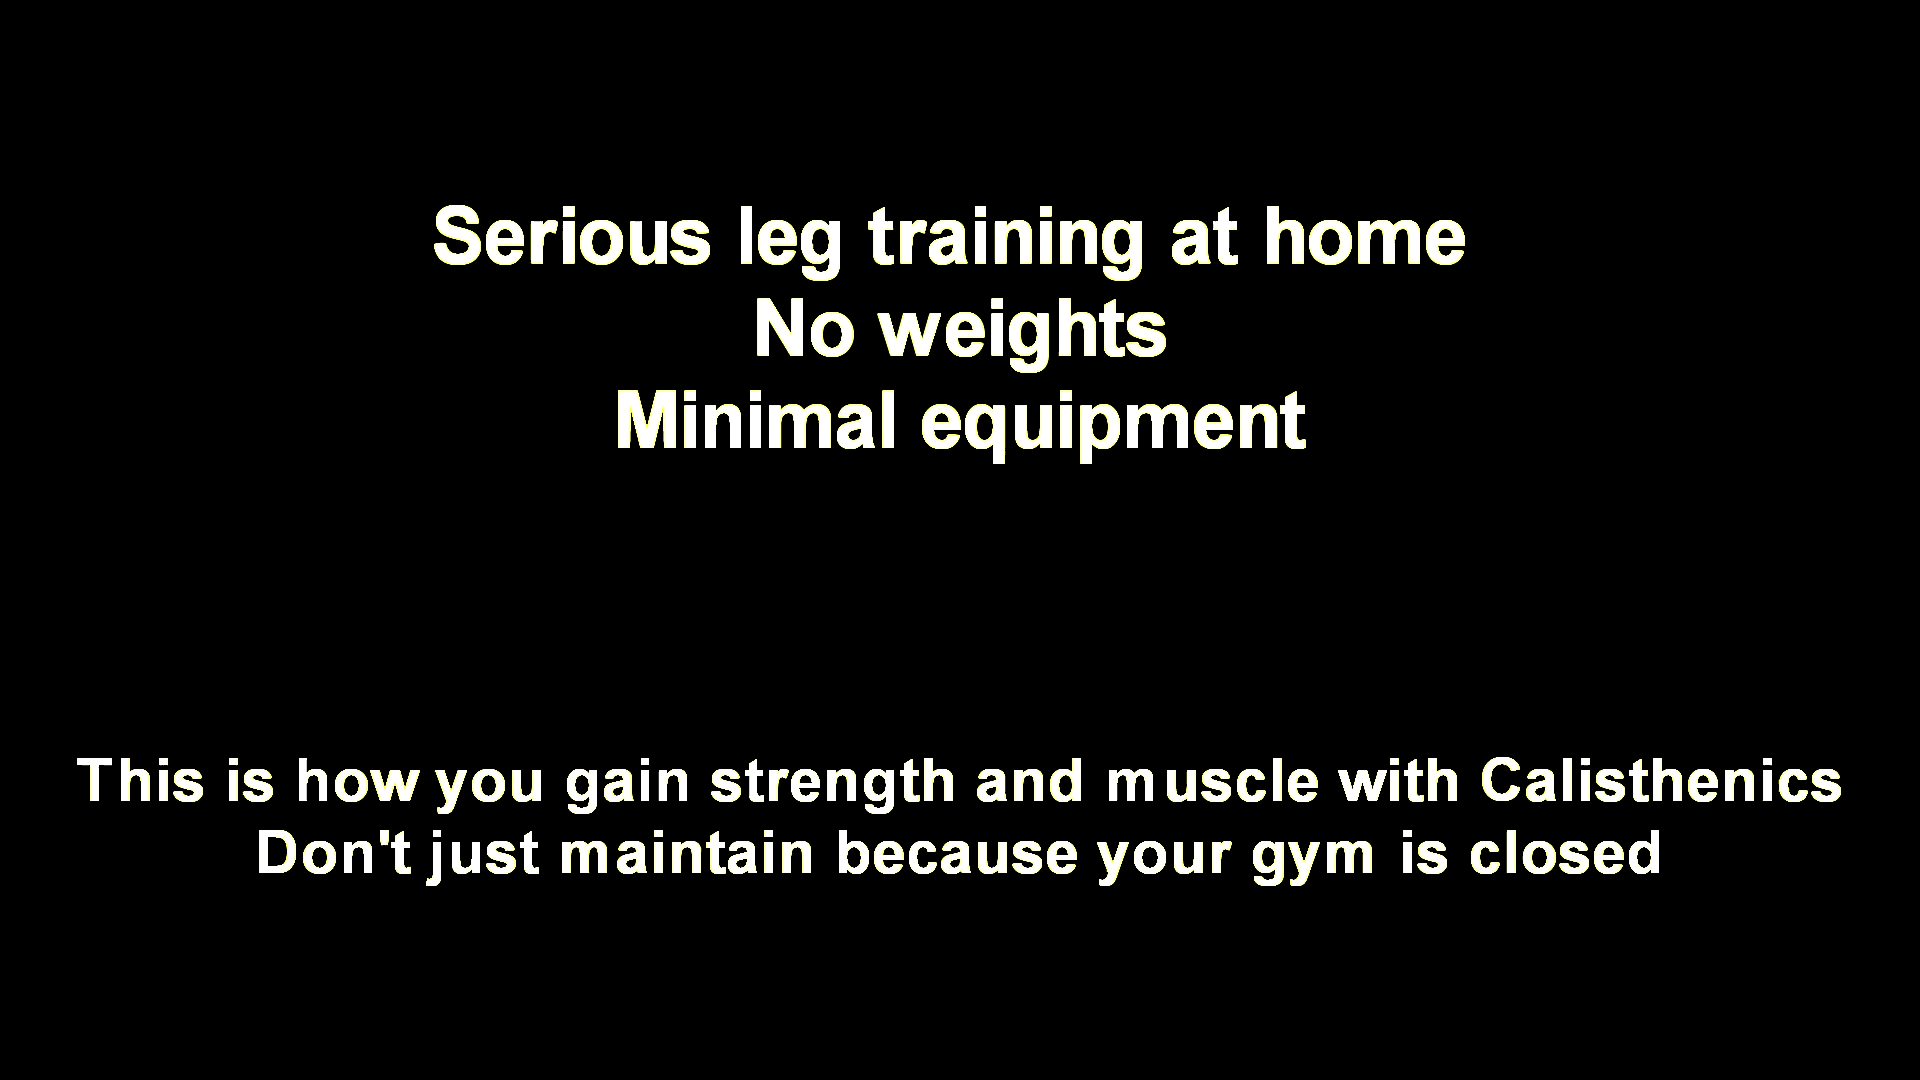 Serious leg training at home
No weights
Minimal equipment
This is how you gain strength and muscle with Calisthenics
Don't just maintain because your gym is closed